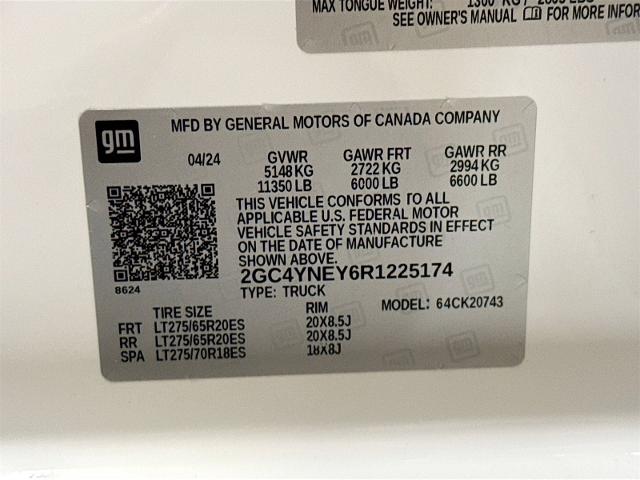 MAX TONGUE WEIGHT: 1300 KG /
SEE OWNER'S MANUAL FOR MORE INFOR
gm
MFD BY GENERAL MOTORS OF CANADA COMPANY
04/24 GVWR GAWR FRT GAWR RR
5148 KG 2722 KG 2994 KG
11350 LB 6000 LB 6600 LB
THIS VEHICLE CONFORMS TO ALL
APPLICABLE U.S. FEDERAL MOTOR
VEHICLE SAFETY STANDARDS IN EFFECT
ON THE DATE OF MANUFACTURE
SHOWN ABOVE.
8624 2GC4YNEY6R1225174
TYPE: TRUCK MODEL: 64CK20743
TIRE SIZE RIM
FRT LT275/65R20ES 20X8.5J
RR LT275/65R20ES 20X8.5J
SPA LT275/70R18ES 18X8J